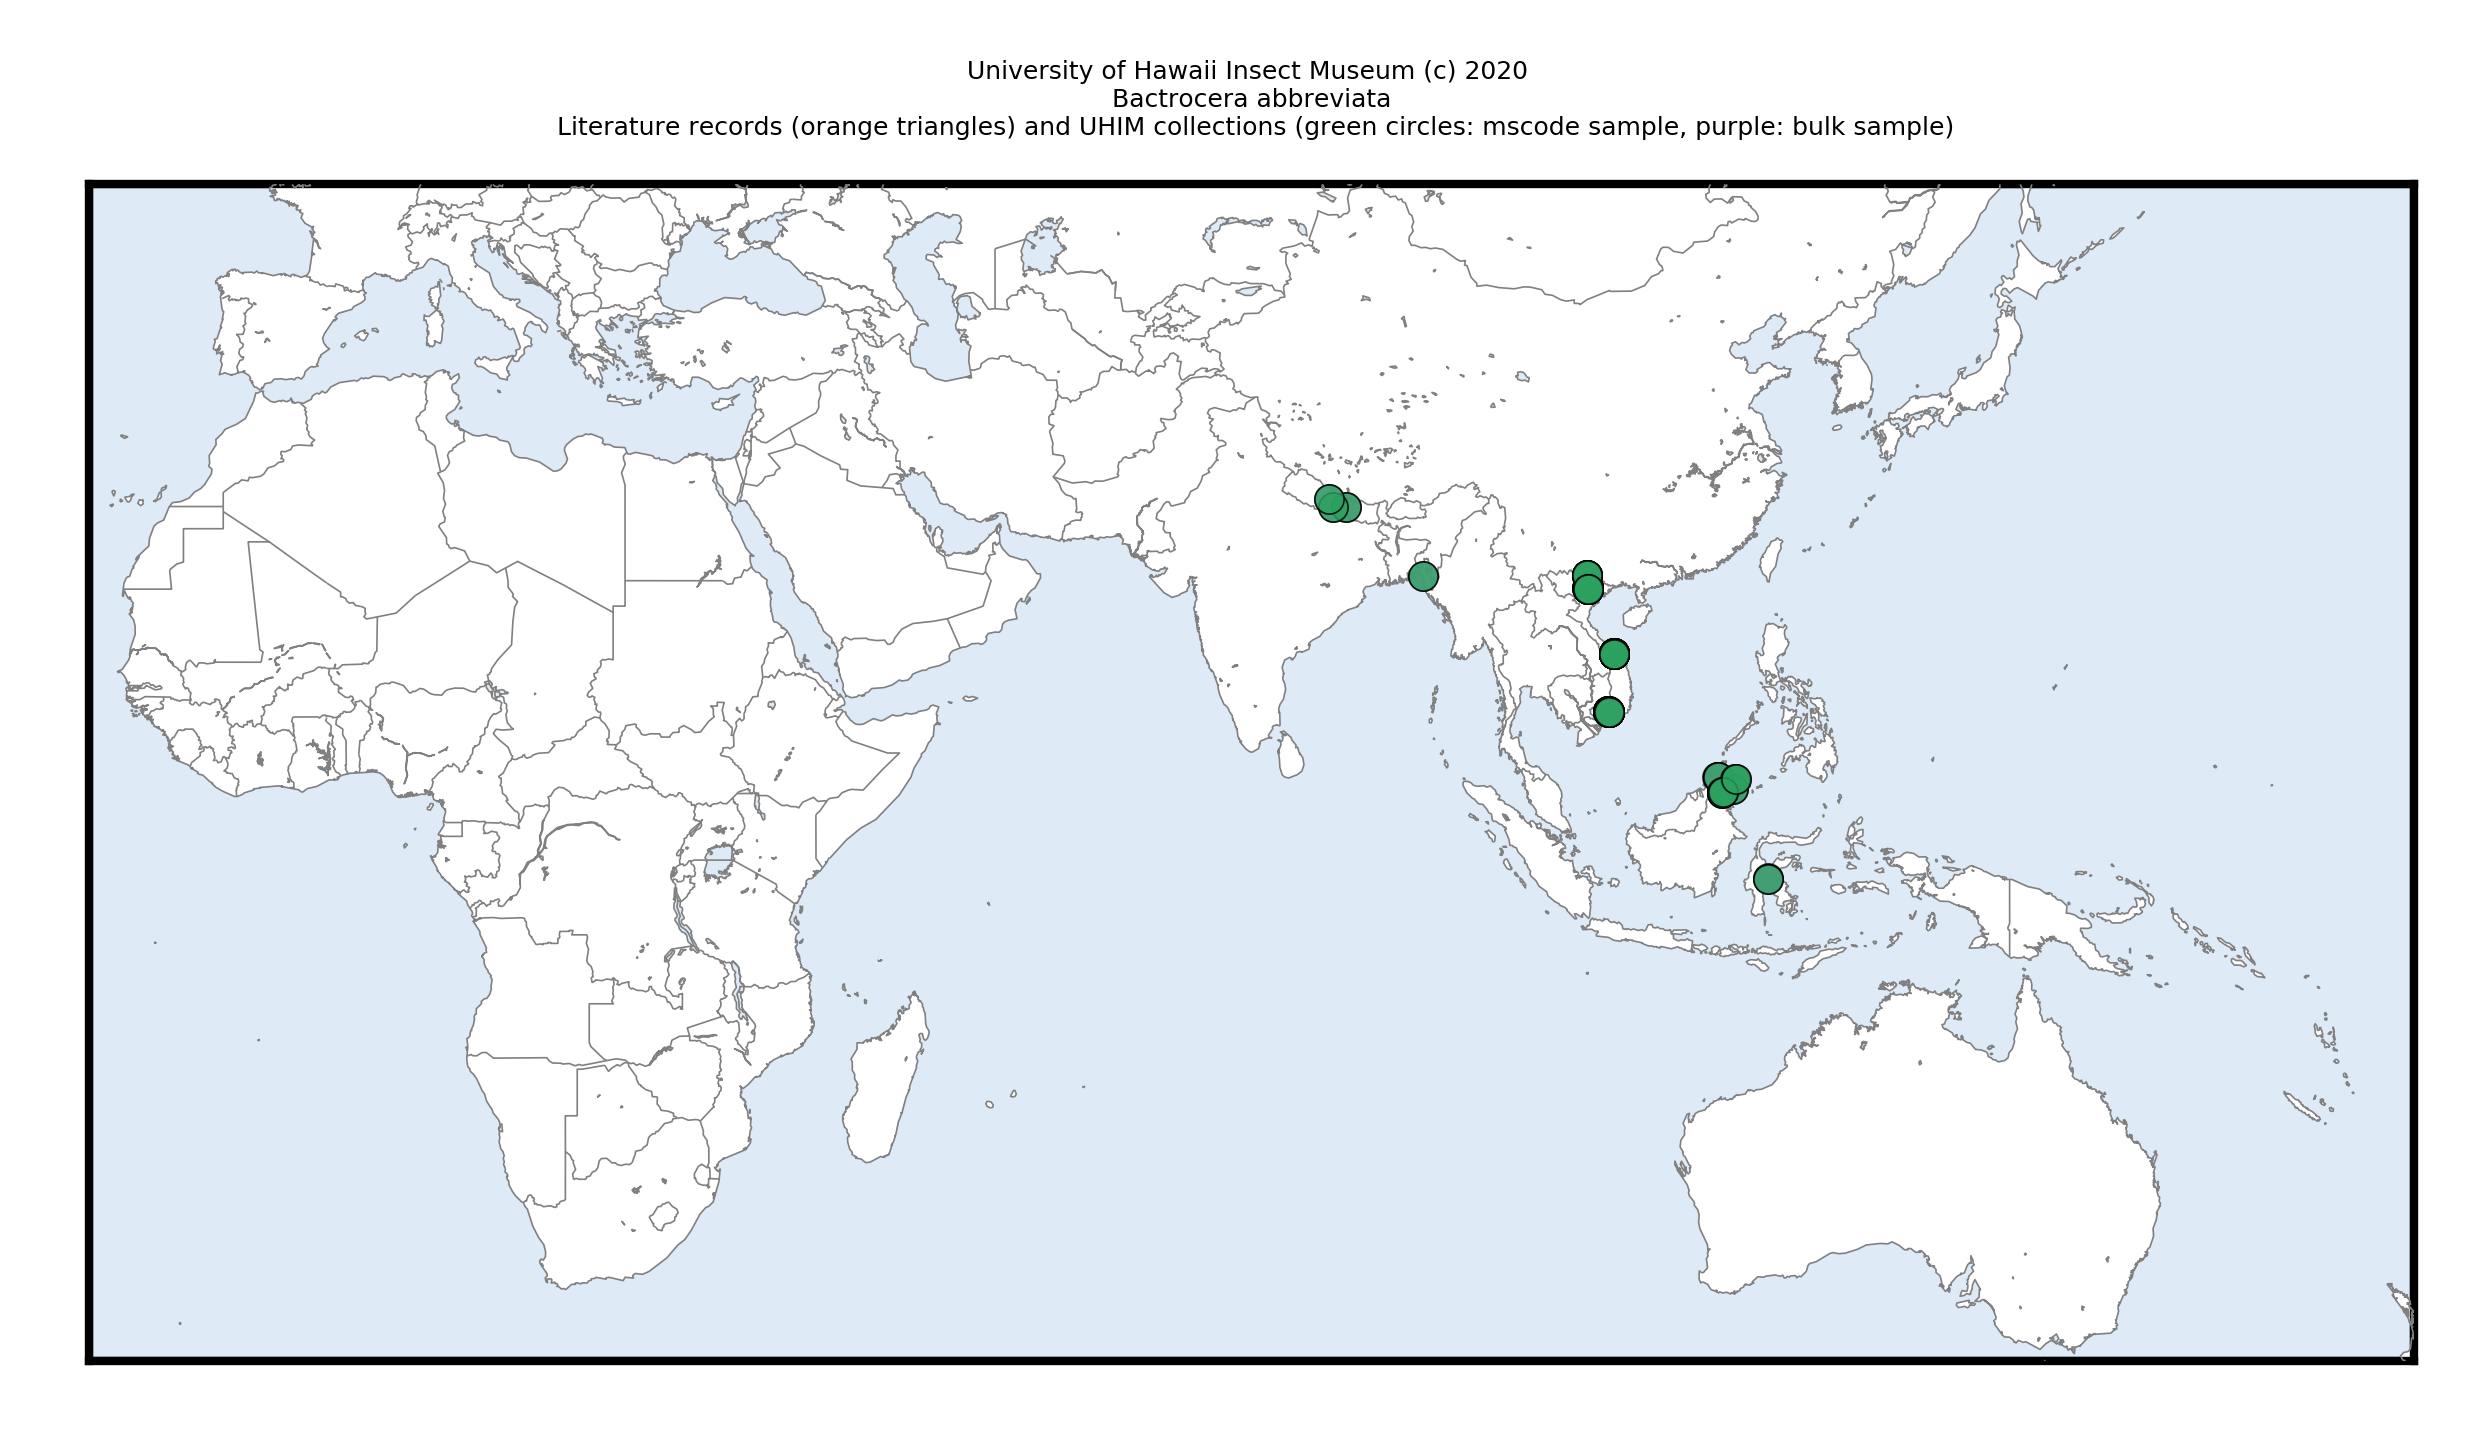 University of Hawaii Insect Museum (c) 2020
Bactrocera abbreviata
Literature records (orange triangles) and UHIM collections (green circles: mscode sample, purple: bulk sample)